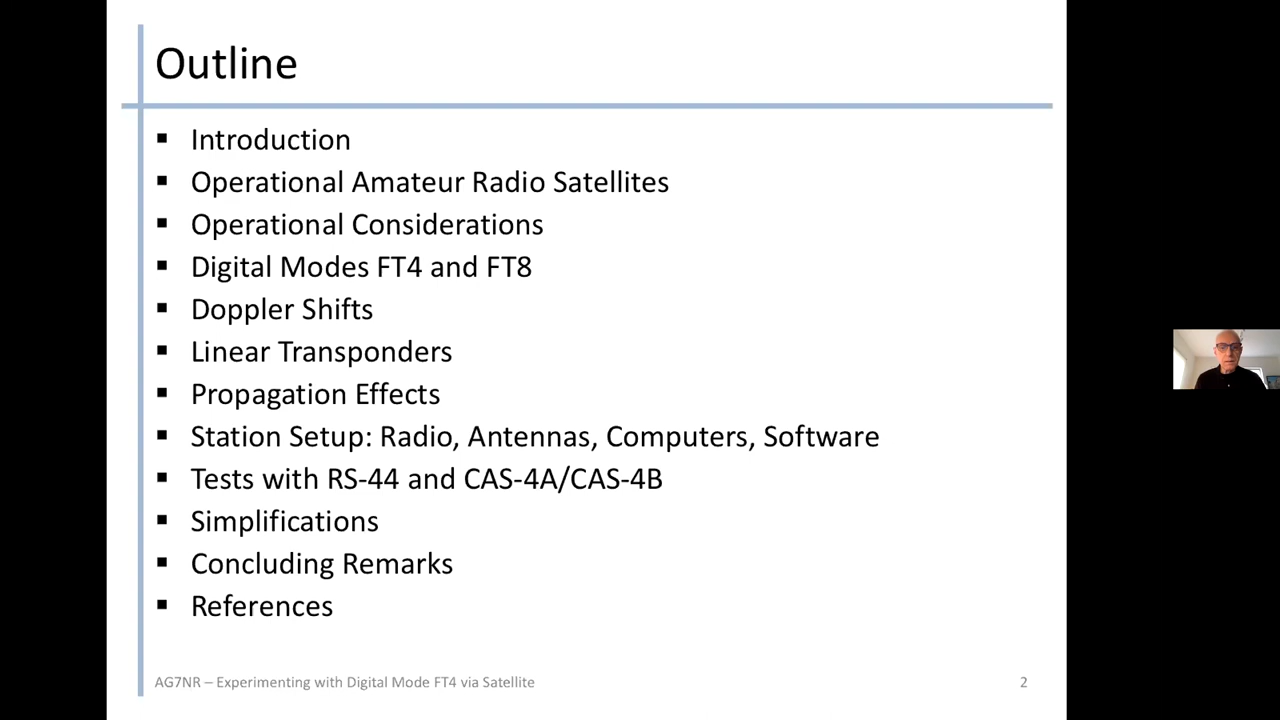 Outline
▪ Introduction
▪ Operational Amateur Radio Satellites
▪ Operational Considerations
▪ Digital Modes FT4 and FT8
▪ Doppler Shifts
▪ Linear Transponders
▪ Propagation Effects
▪ Station Setup: Radio, Antennas, Computers, Software
▪ Tests with RS-44 and CAS-4A/CAS-4B
▪ Simplifications
▪ Concluding Remarks
▪ References
AG7NR – Experimenting with Digital Mode FT4 via Satellite 2